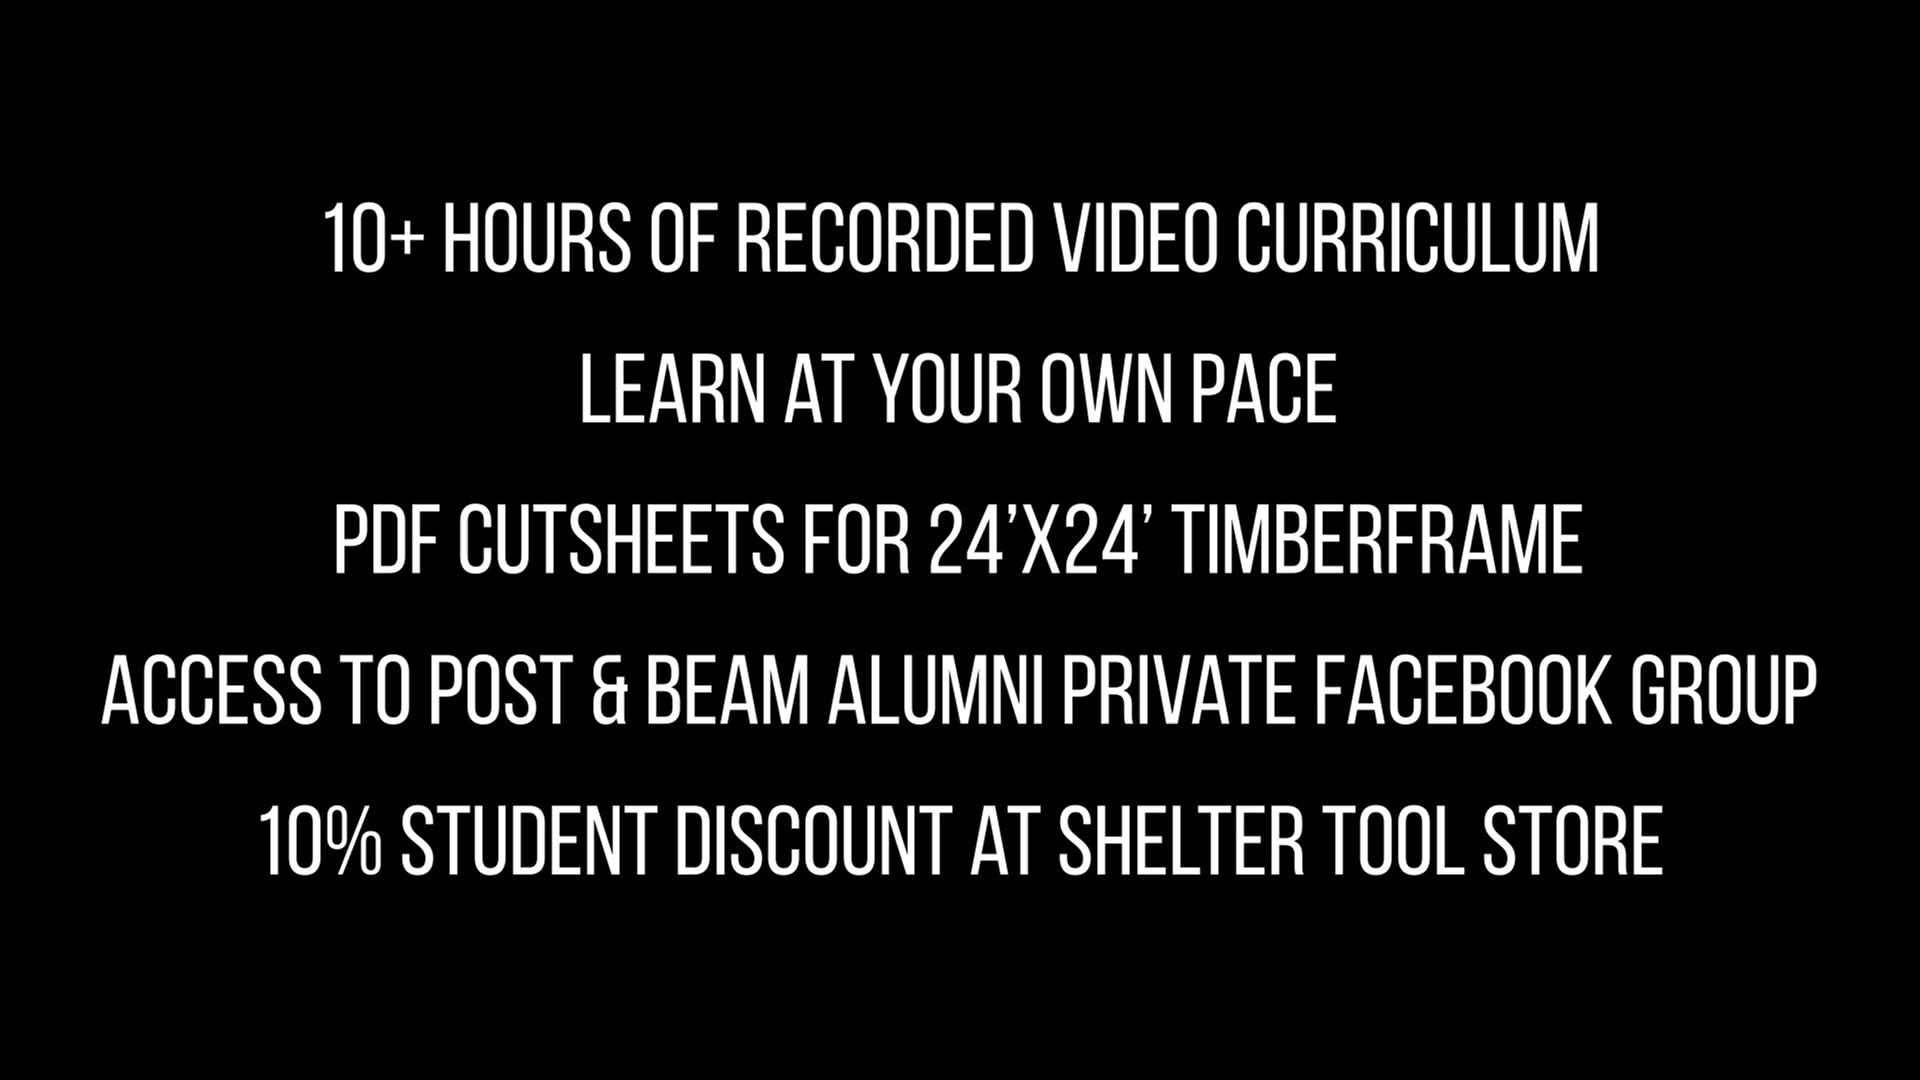 10+ HOURS OF RECORDED VIDEO CURRICULUM
LEARN AT YOUR OWN PACE
PDF CUTSHEETS FOR 24’X24’ TIMBERFRAME
ACCESS TO POST & BEAM ALUMNI PRIVATE FACEBOOK GROUP
10% STUDENT DISCOUNT AT SHELTER TOOL STORE